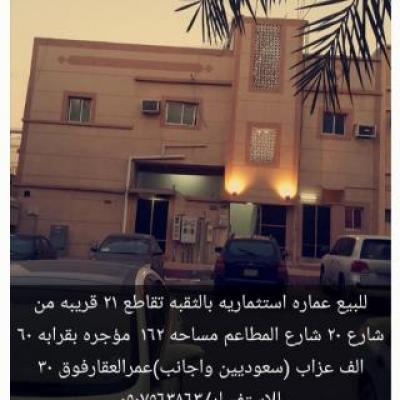 للبيع عماره استثماريه بالثقبه تقاطع ٢١ قريبه من
شارع ٢٠ شارع المطاعم مساحه ١٦٢ مؤجره بقرابه ٦٠
الف عزاب (سعوديين واجانب)عمرالعقارفوق ٣٠